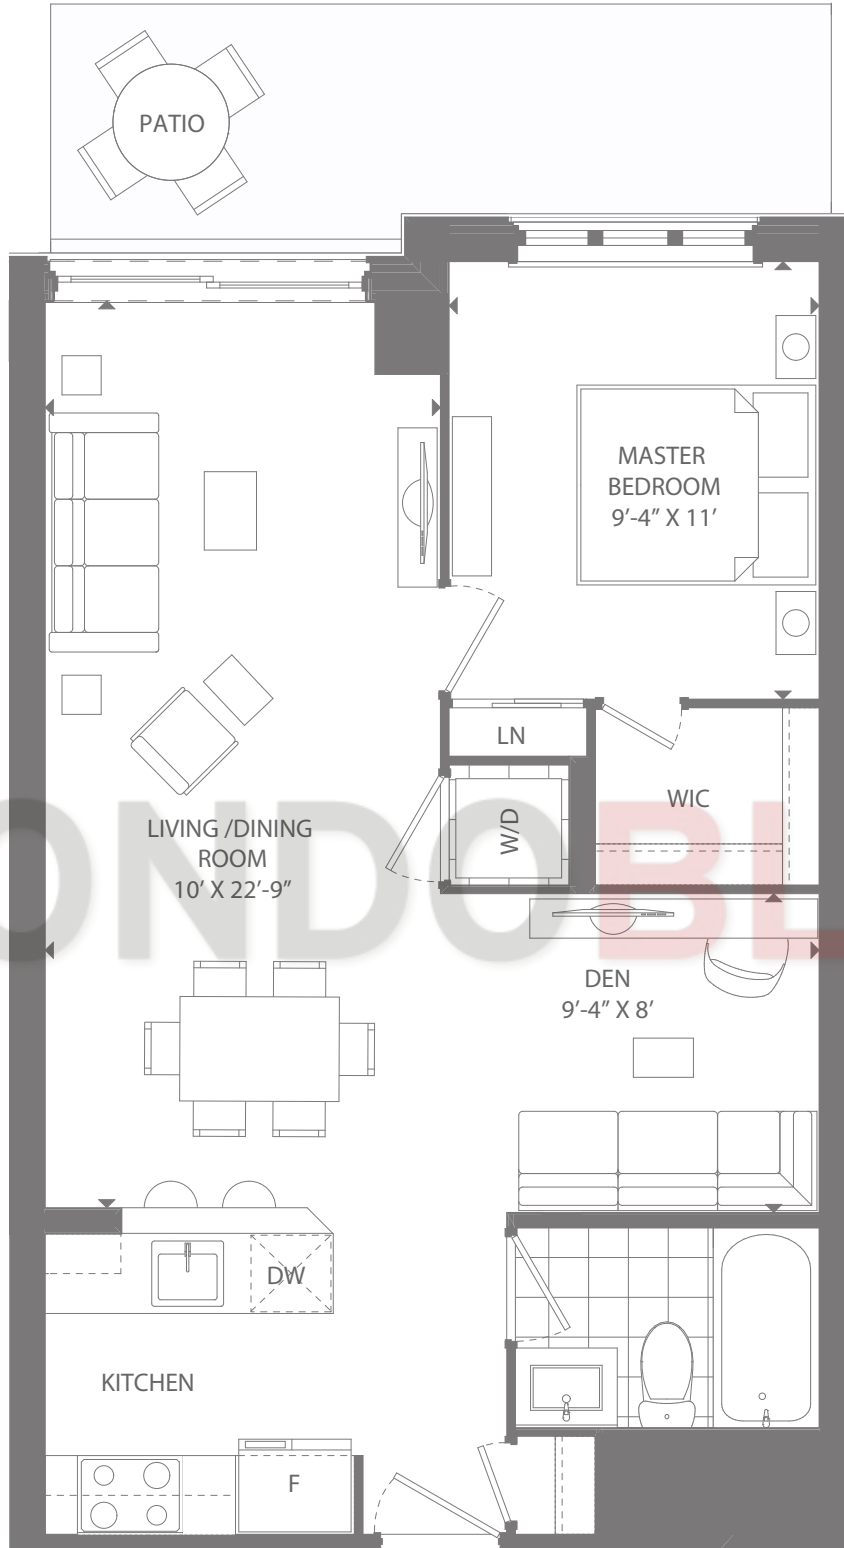 PATIO
MASTER
BEDROOM
9’-4” X 11’
LN
W/D
WIC
LIVING /DINING
ROOM
10’ X 22’-9”
ONDOBL
DEN
9’-4” X 8’
DW
KITCHEN
F